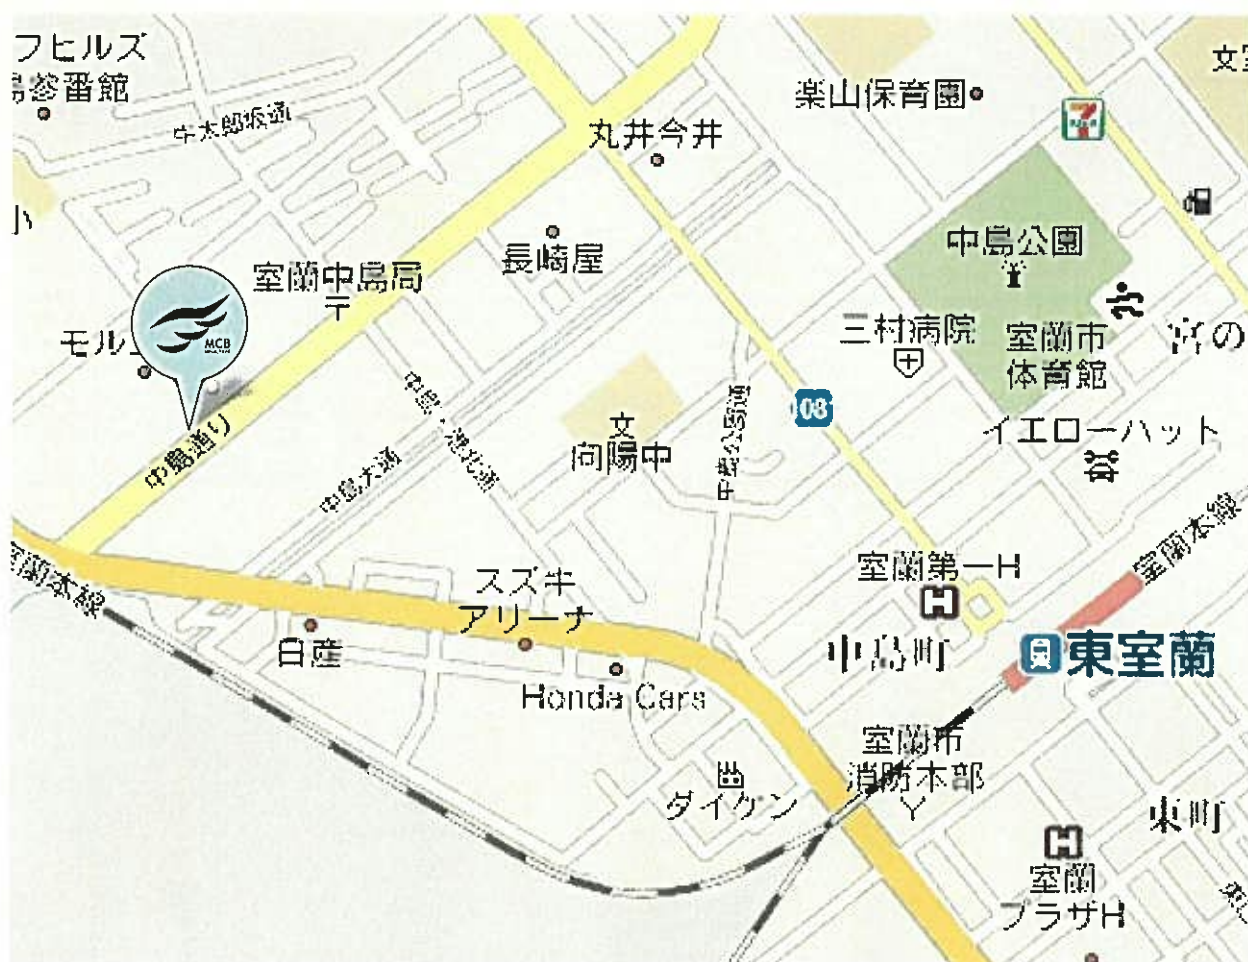 フヒルズ
島参番館
中太郎坂通
丸井今井
楽山保育園
7
文
小
長崎屋
中島公園
室蘭中島局
〒
三村病院
室蘭市
体育館
宮の
MCB
モルエ
108
文
向陽中
中島公園通
イエローハット
中島通り
中島大通
室蘭本線
室蘭本線
スズキ
アリーナ
日産
Honda Cars
室蘭第一H
H
中島町
東室蘭
室蘭市
消防本部
ダイケン
東町
H
室蘭
プラザH